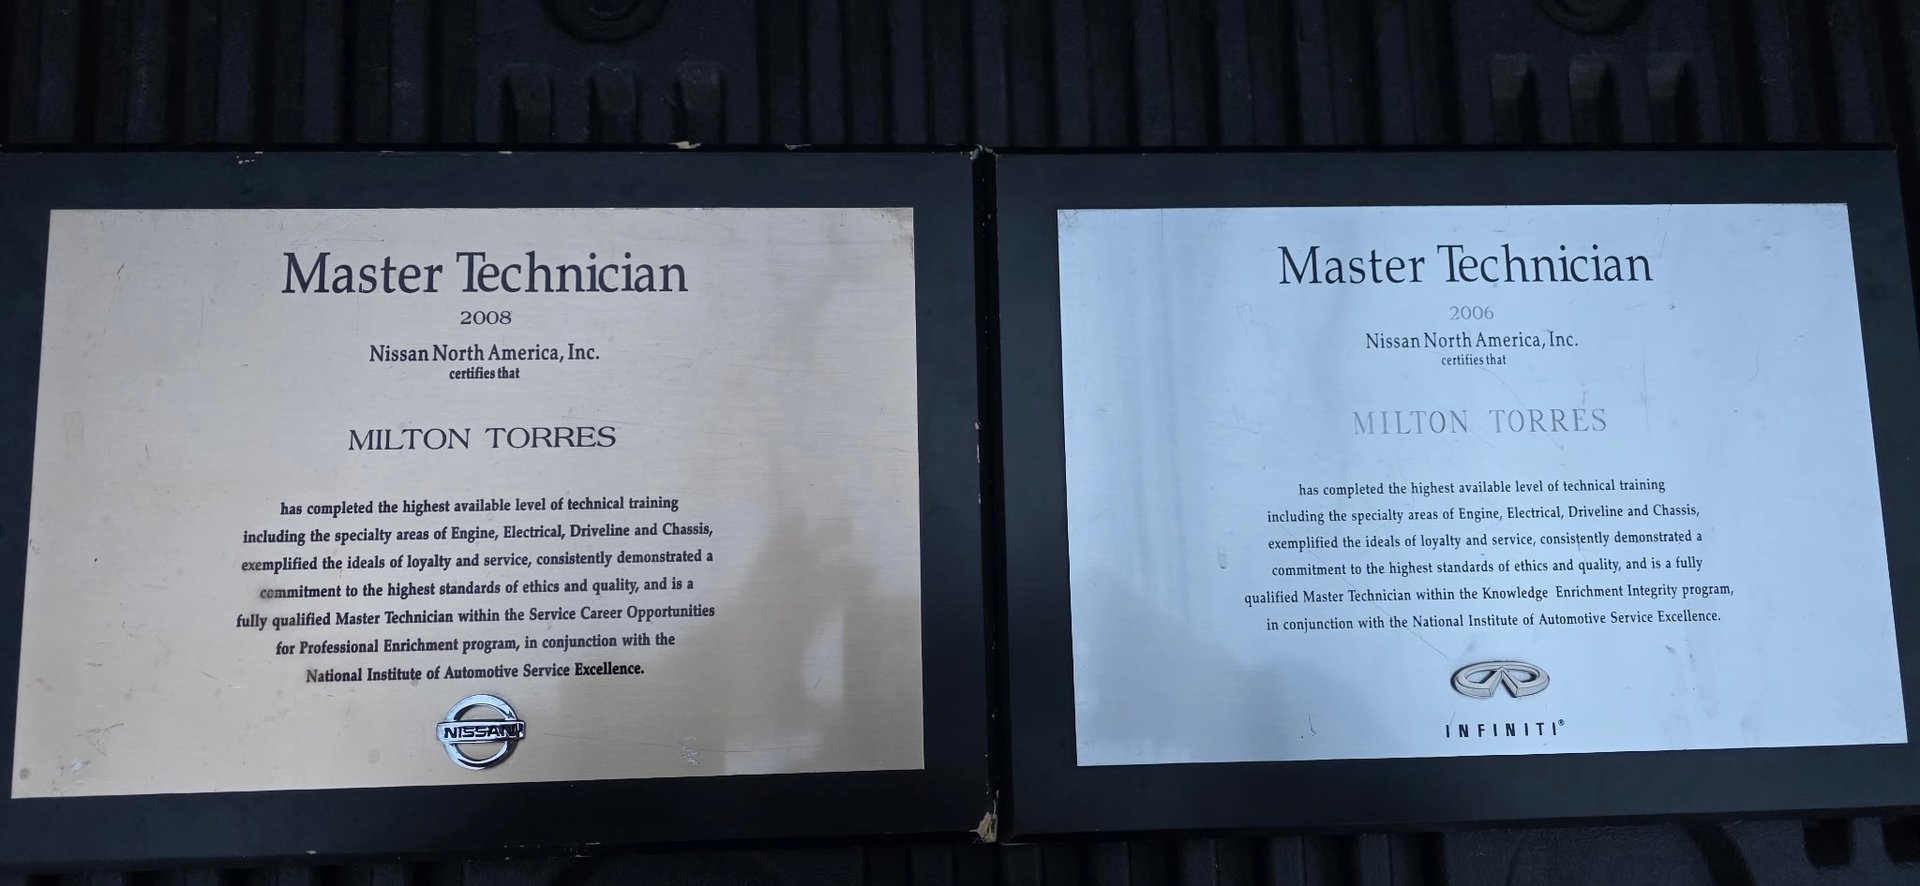 Master Technician
2008
Nissan North America, Inc.
certifies that
MILTON TORRES
has completed the highest available level of technical training
including the specialty areas of Engine, Electrical, Driveline and Chassis,
exemplified the ideals of loyalty and service, consistently demonstrated a
commitment to the highest standards of ethics and quality, and is a
fully qualified Master Technician within the Service Career Opportunities
for Professional Enrichment program, in conjunction with the
National Institute of Automotive Service Excellence.
NISSAN
Master Technician
2006
Nissan North America, Inc.
certifies that
MILTON TORRES
has completed the highest available level of technical training
including the specialty areas of Engine, Electrical, Driveline and Chassis,
exemplified the ideals of loyalty and service, consistently demonstrated a
commitment to the highest standards of ethics and quality, and is a fully
qualified Master Technician within the Knowledge Enrichment Integrity program,
in conjunction with the National Institute of Automotive Service Excellence.
INFINITI®